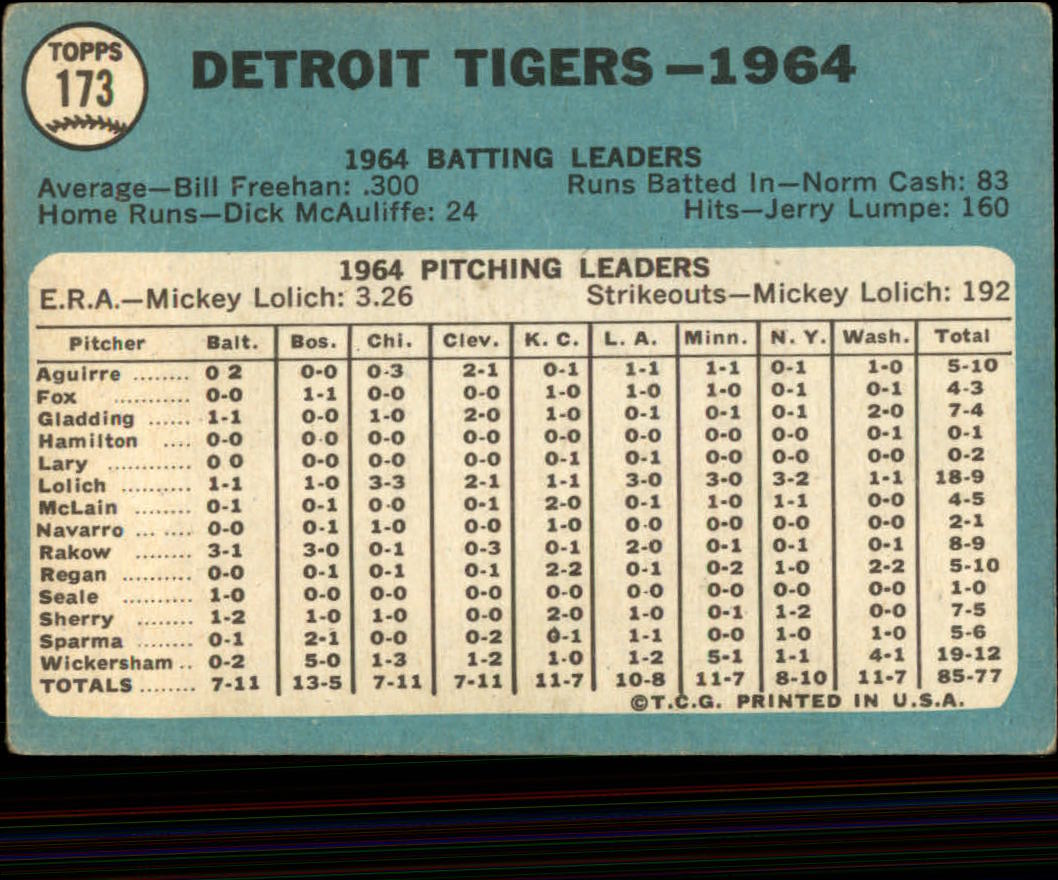 TOPPS
173
DETROIT TIGERS—1964
1964 BATTING LEADERS
Average—Bill Freehan: .300 Runs Batted In—Norm Cash: 83
Home Runs—Dick McAuliffe: 24 Hits—Jerry Lumpe: 160
1964 PITCHING LEADERS
E.R.A.—Mickey Lolich: 3.26 Strikeouts—Mickey Lolich: 192
Pitcher Balt. Bos. Chi. Clev. K. C. L. A. Minn. N. Y. Wash. Total
Aguirre ........ 0 2 0-0 0-3 2-1 0-1 1-1 1-1 0-1 1-0 5-10
Fox ........... 0-0 1-1 0-0 0-0 1-0 1-0 1-0 0-1 0-1 4-3
Gladding ...... 1-1 0-0 1-0 2-0 1-0 0-1 0-1 0-1 2-0 7-4
Hamilton .... 0-0 0-0 0-0 0-0 0-0 0-0 0-0 0-0 0-1 0-1
Lary ............ 0 0 0-0 0-0 0-0 0-1 0-1 0-0 0-0 0-0 0-2
Lolich .......... 1-1 1-0 3-3 2-1 1-1 3-0 3-0 3-2 1-1 18-9
McLain ........ 0-1 0-1 0-0 0-1 2-0 0-1 1-0 1-1 0-0 4-5
Navarro ... .... 0-0 0-1 1-0 0-0 1-0 0-0 0-0 0-0 0-0 2-1
Rakow ........ 3-1 3-0 0-1 0-3 0-1 2-0 0-1 0-1 0-1 8-9
Regan .......... 0-0 0-1 0-1 0-1 2-2 0-1 0-2 1-0 2-2 5-10
Seale .......... 1-0 0-0 0-0 0-0 0-0 0-0 0-0 0-0 0-0 1-0
Sherry ........ 1-2 1-0 1-0 0-0 2-0 1-0 0-1 1-2 0-0 7-5
Sparma ........ 0-1 2-1 0-0 0-2 0-1 1-1 0-0 1-0 1-0 5-6
Wickersham .. 0-2 5-0 1-3 1-2 1-0 1-2 5-1 1-1 4-1 19-12
TOTALS ........ 7-11 13-5 7-11 7-11 11-7 10-8 11-7 8-10 11-7 85-77
©T.C.G. PRINTED IN U.S.A.